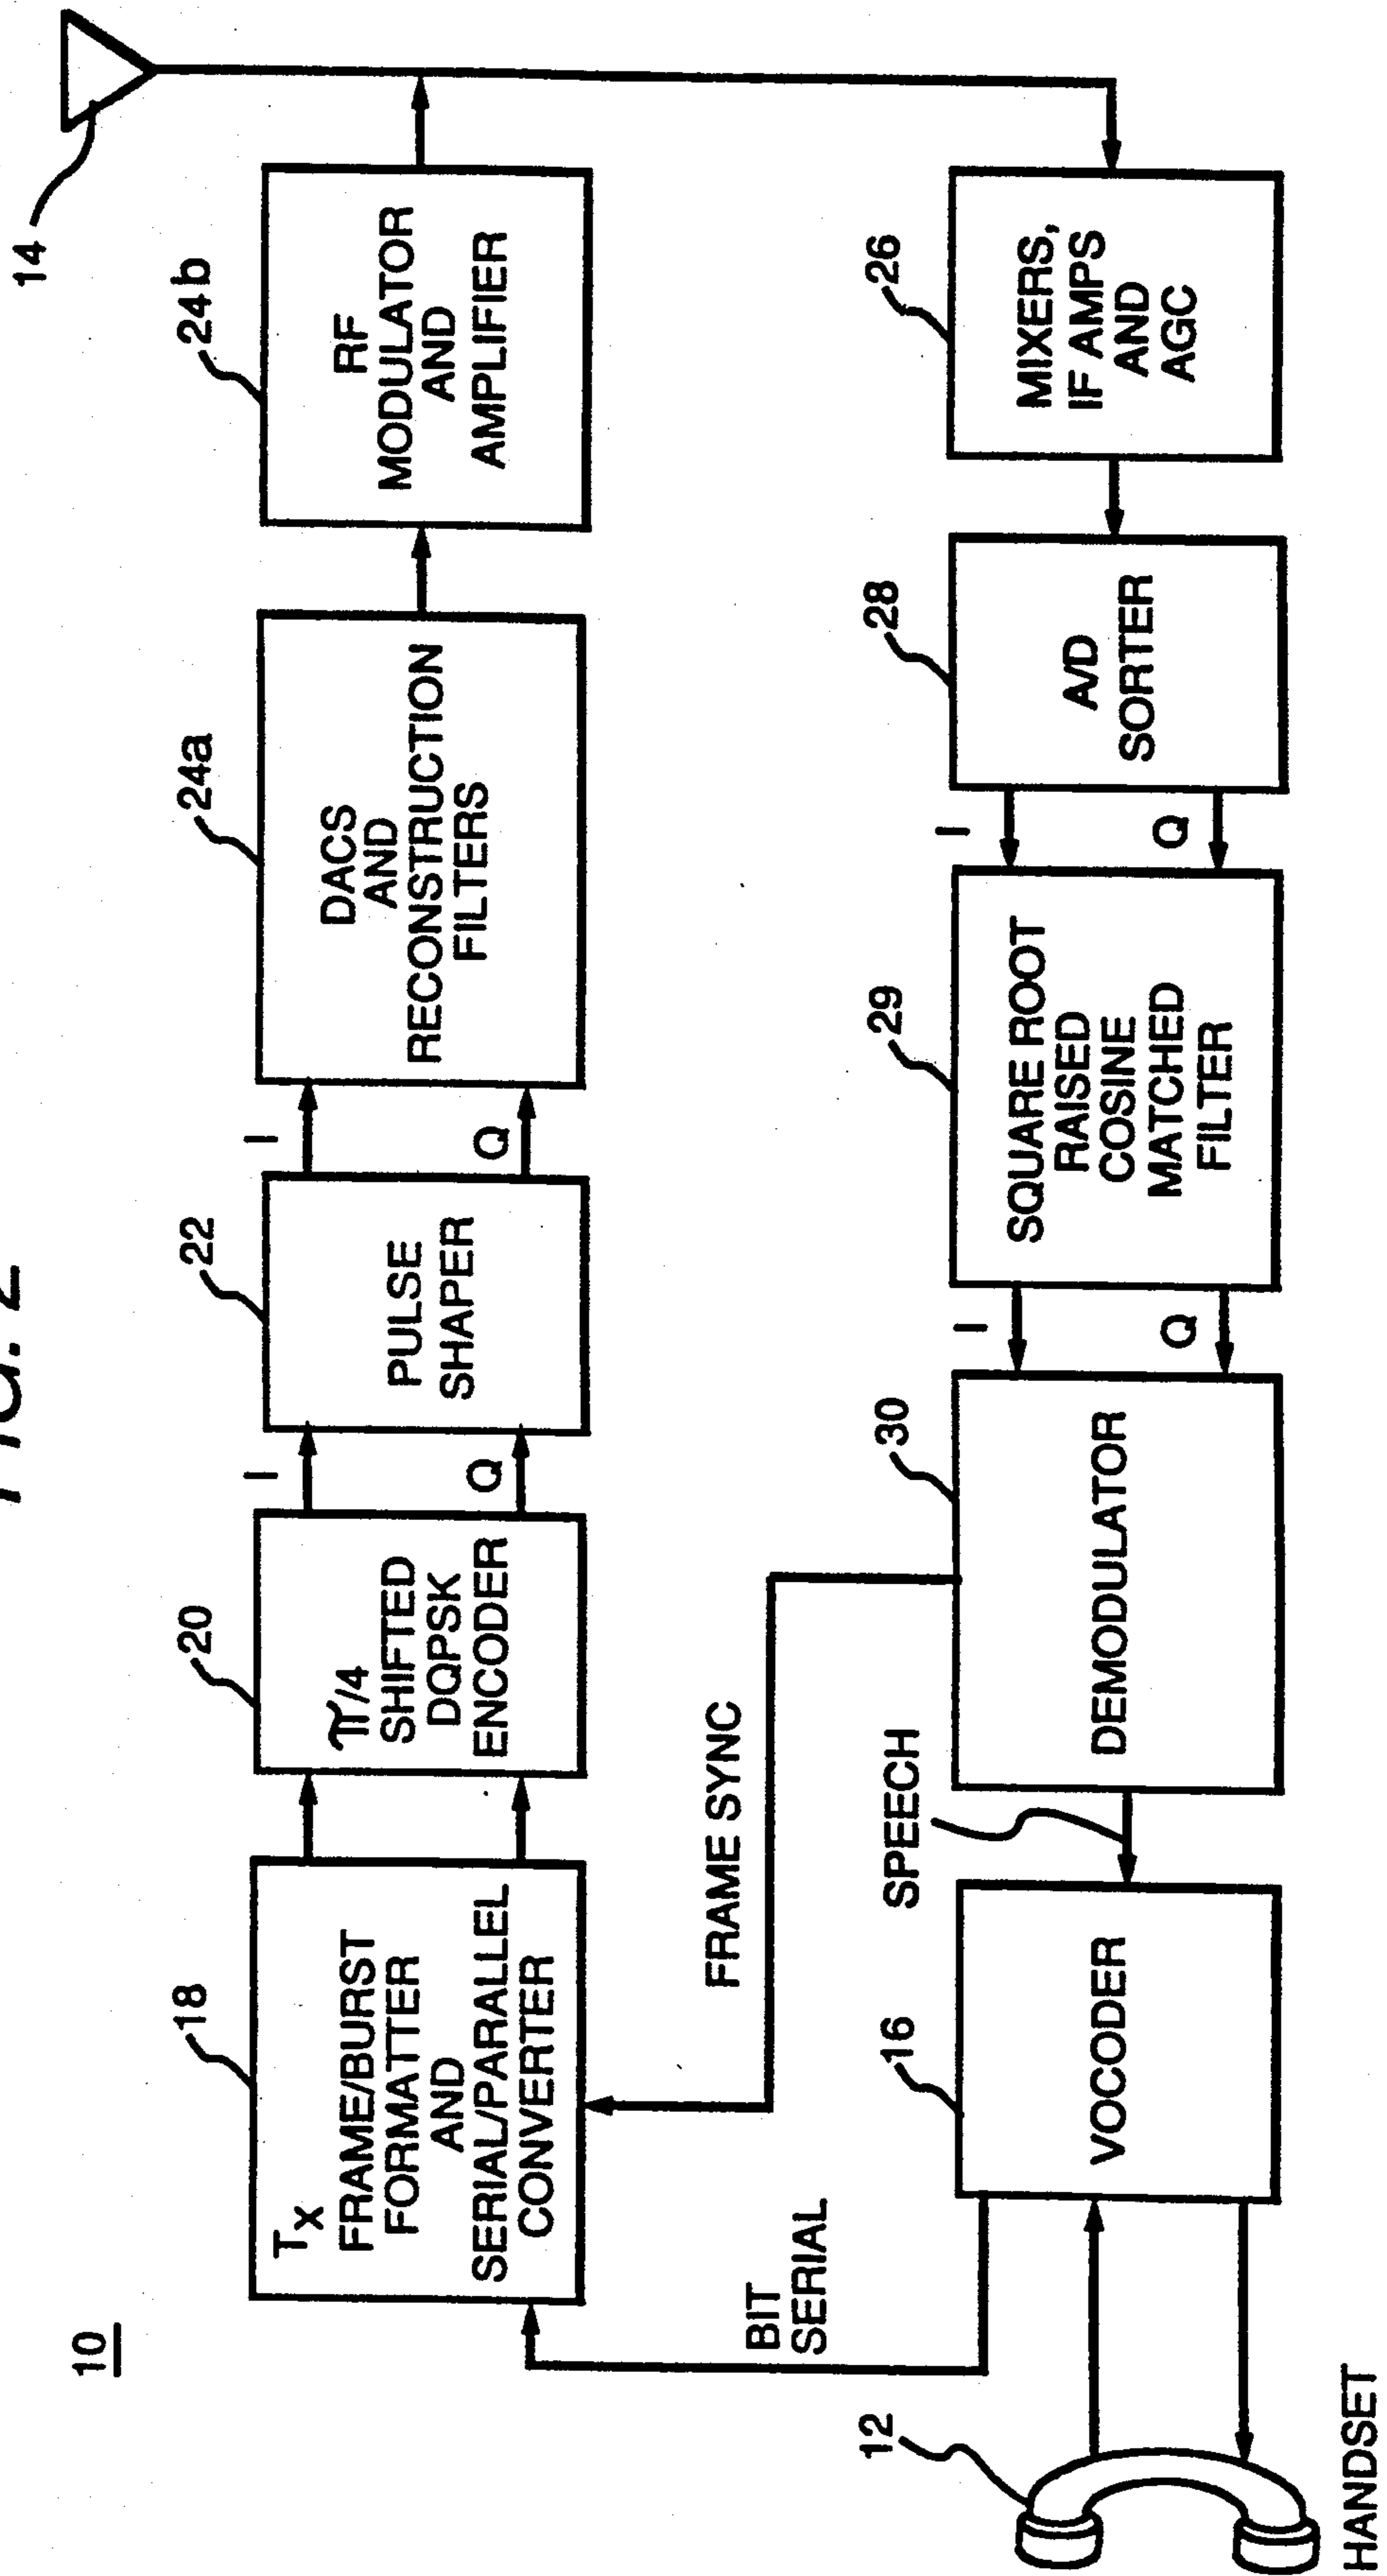 FIG. 2
10
14
18
TX
FRAME/BURST
FORMATTER
AND
SERIAL/PARALLEL
CONVERTER
20
π/4
SHIFTED
DQPSK
ENCODER
I
Q
22
PULSE
SHAPER
I
Q
24a
DACS
AND
RECONSTRUCTION
FILTERS
24b
RF
MODULATOR
AND
AMPLIFIER
BIT
SERIAL
FRAME SYNC
12
HANDSET
16
VOCODER
SPEECH
30
DEMODULATOR
I
Q
29
SQUARE ROOT
RAISED
COSINE
MATCHED
FILTER
I
Q
28
A/D
SORTER
26
MIXERS,
IF AMPS
AND
AGC